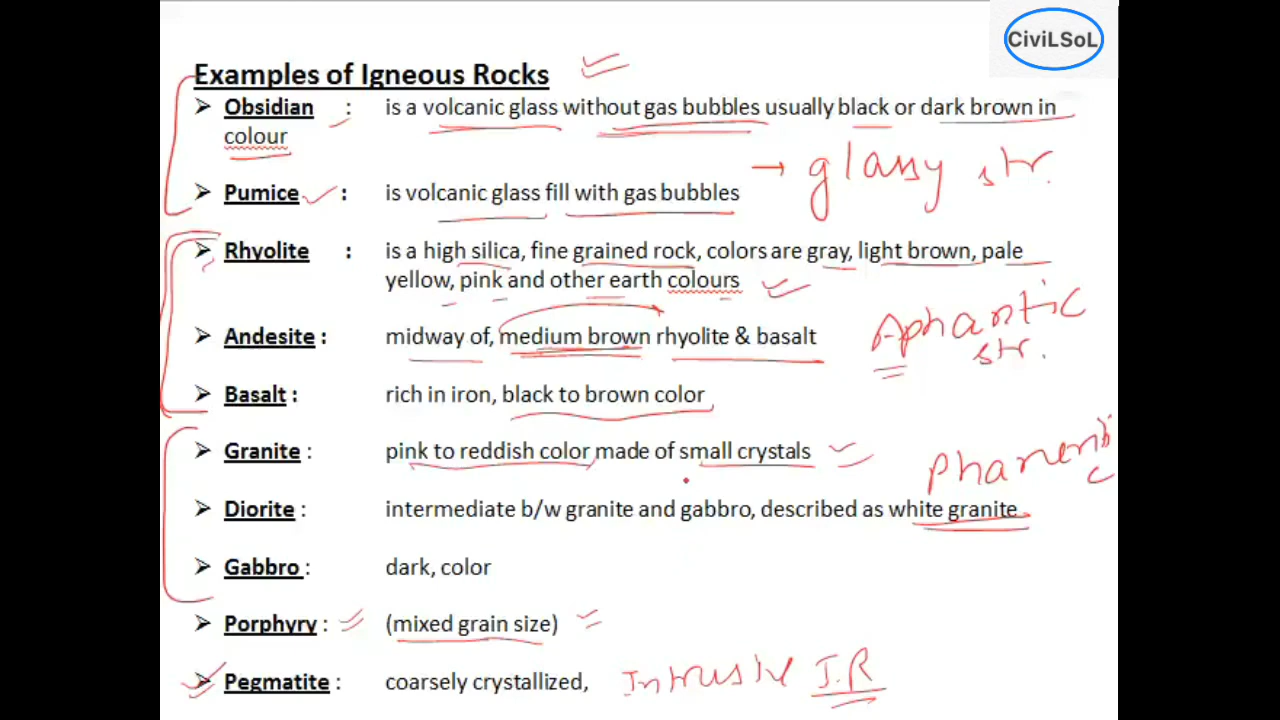 CiviLSoL
Examples of Igneous Rocks
➢ Obsidian : is a volcanic glass without gas bubbles usually black or dark brown in
colour
→ glassy str.
➢ Pumice : is volcanic glass fill with gas bubbles
➢ Rhyolite : is a high silica, fine grained rock, colors are gray, light brown, pale
yellow, pink and other earth colours
➢ Andesite : midway of, medium brown rhyolite & basalt
Aphantic
str.
➢ Basalt : rich in iron, black to brown color
➢ Granite : pink to reddish color made of small crystals
Phaneritic
➢ Diorite : intermediate b/w granite and gabbro, described as white granite
➢ Gabbro : dark, color
➢ Porphyry : (mixed grain size)
➢ Pegmatite : coarsely crystallized, Intrusive I.R